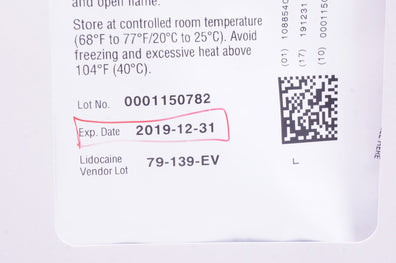 and open flame.
Store at controlled room temperature
(68°F to 77°F/20°C to 25°C). Avoid
freezing and excessive heat above
104°F (40°C).
Lot No. 0001150782
Exp. Date 2019-12-31
Lidocaine
Vendor Lot 79-139-EV
(01) 1088540
(17) 191231
(10) 00011507
L